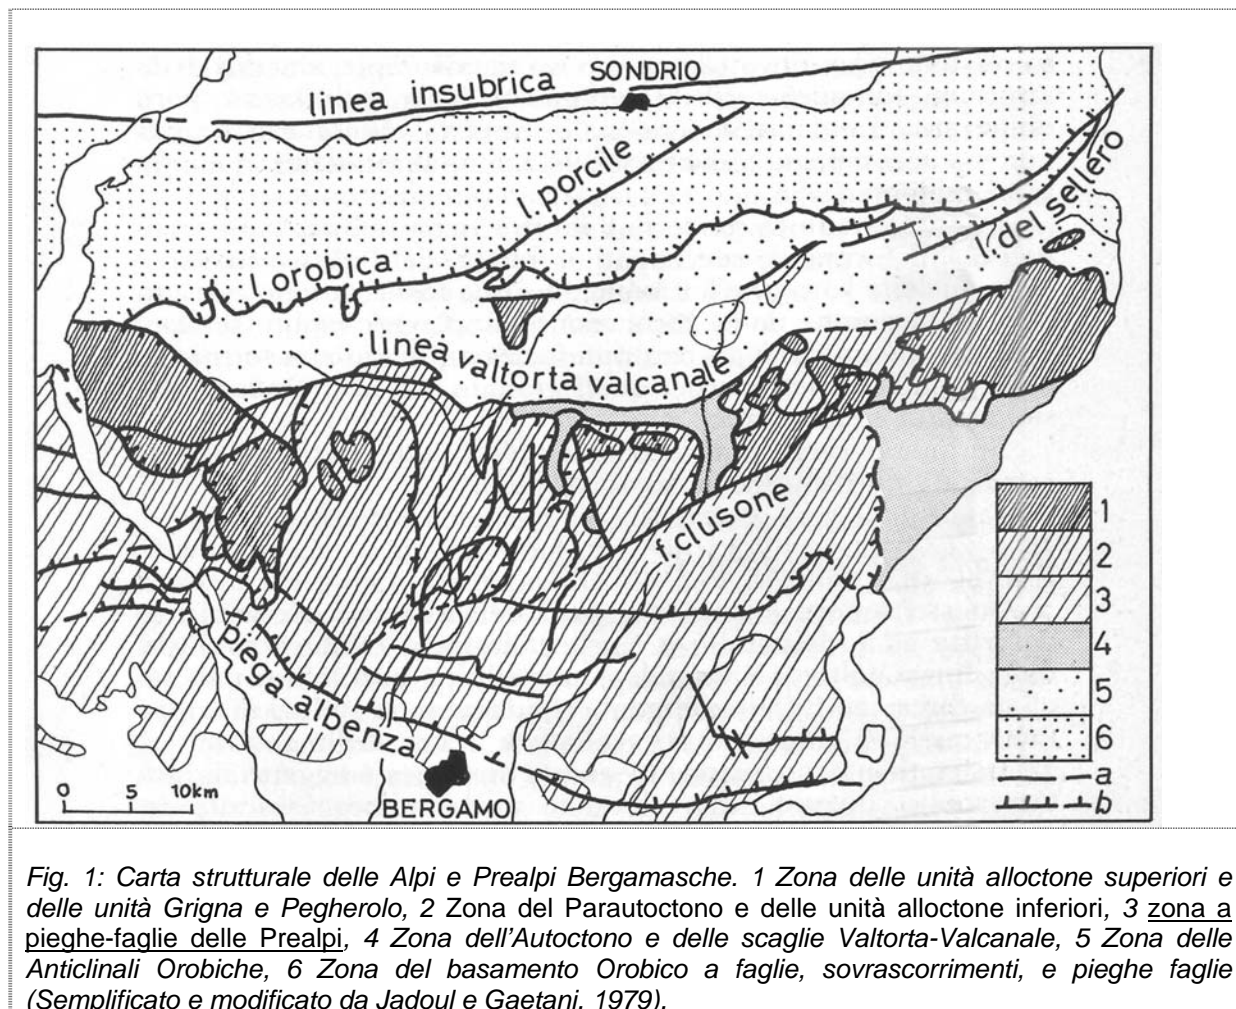 linea insubrica
SONDRIO
l. porcile
l. del sellero
l. orobica
linea valtorta valcanale
f. clusone
piega albenza
BERGAMO
0 5 10km
1
2
3
4
5
6
a
b
Fig. 1: Carta strutturale delle Alpi e Prealpi Bergamasche. 1 Zona delle unità alloctone superiori e
delle unità Grigna e Pegherolo, 2 Zona del Parautoctono e delle unità alloctone inferiori, 3 zona a
pieghe-faglie delle Prealpi, 4 Zona dell'Autoctono e delle scaglie Valtorta-Valcanale, 5 Zona delle
Anticlinali Orobiche, 6 Zona del basamento Orobico a faglie, sovrascorrimenti, e pieghe faglie
(Semplificato e modificato da Jadoul e Gaetani, 1979).